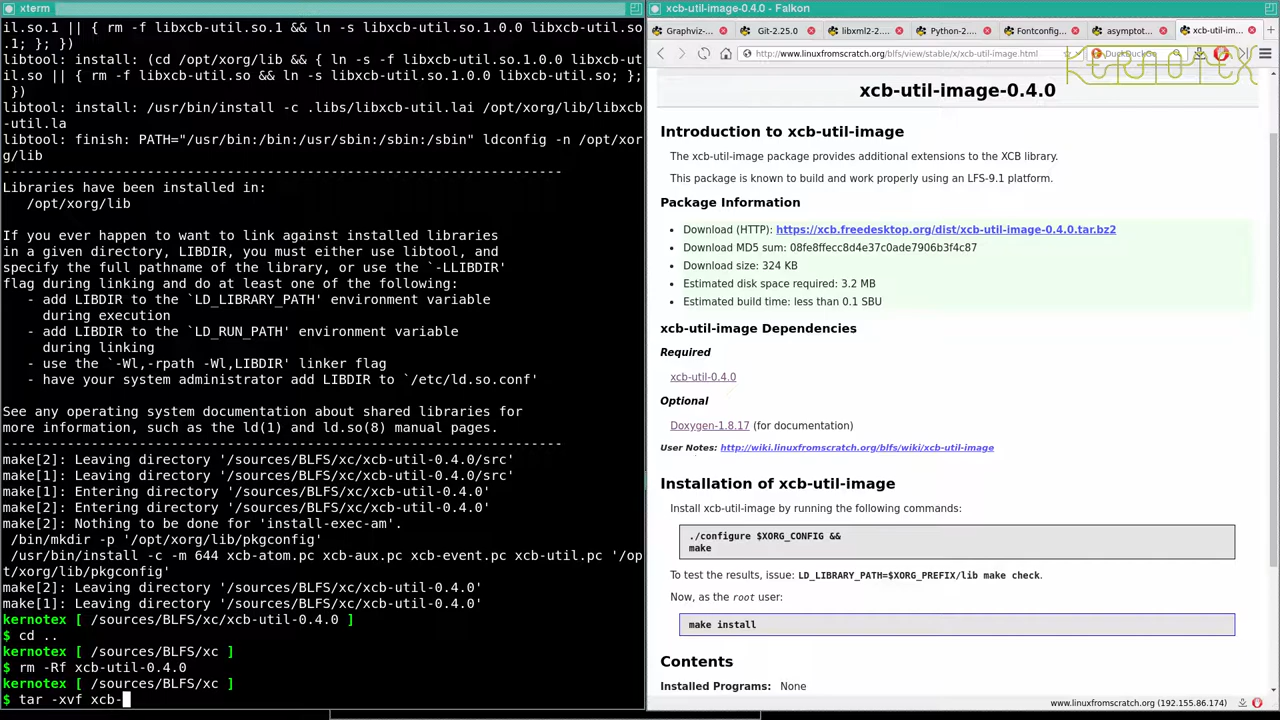 xterm
il.so.1 || { rm -f libxcb-util.so.1 && ln -s libxcb-util.so.1.0.0 libxcb-util.so
.1; }; })
libtool: install: (cd /opt/xorg/lib && { ln -s -f libxcb-util.so.1.0.0 libxcb-ut
il.so || { rm -f libxcb-util.so && ln -s libxcb-util.so.1.0.0 libxcb-util.so; };
 })
libtool: install: /usr/bin/install -c .libs/libxcb-util.lai /opt/xorg/lib/libxcb
-util.la
libtool: finish: PATH="/usr/bin:/bin:/usr/sbin:/sbin:/sbin" ldconfig -n /opt/xor
g/lib
----------------------------------------------------------------------
Libraries have been installed in:
   /opt/xorg/lib
If you ever happen to want to link against installed libraries
in a given directory, LIBDIR, you must either use libtool, and
specify the full pathname of the library, or use the `-LLIBDIR'
flag during linking and do at least one of the following:
   - add LIBDIR to the `LD_LIBRARY_PATH' environment variable
     during execution
   - add LIBDIR to the `LD_RUN_PATH' environment variable
     during linking
   - use the `-Wl,-rpath -Wl,LIBDIR' linker flag
   - have your system administrator add LIBDIR to `/etc/ld.so.conf'
See any operating system documentation about shared libraries for
more information, such as the ld(1) and ld.so(8) manual pages.
----------------------------------------------------------------------
make[2]: Leaving directory '/sources/BLFS/xc/xcb-util-0.4.0/src'
make[1]: Leaving directory '/sources/BLFS/xc/xcb-util-0.4.0/src'
make[1]: Entering directory '/sources/BLFS/xc/xcb-util-0.4.0'
make[2]: Entering directory '/sources/BLFS/xc/xcb-util-0.4.0'
make[2]: Nothing to be done for 'install-exec-am'.
 /bin/mkdir -p '/opt/xorg/lib/pkgconfig'
 /usr/bin/install -c -m 644 xcb-atom.pc xcb-aux.pc xcb-event.pc xcb-util.pc '/op
t/xorg/lib/pkgconfig'
make[2]: Leaving directory '/sources/BLFS/xc/xcb-util-0.4.0'
make[1]: Leaving directory '/sources/BLFS/xc/xcb-util-0.4.0'
kernotex [ /sources/BLFS/xc/xcb-util-0.4.0 ]
$ cd ..
kernotex [ /sources/BLFS/xc ]
$ rm -Rf xcb-util-0.4.0
kernotex [ /sources/BLFS/xc ]
$ tar -xvf xcb-
xcb-util-image-0.4.0 - Falkon
Graphviz-... Git-2.25.0 libxml2-2... Python-2... Fontconfig... asymptot... xcb-util-im...
http://www.linuxfromscratch.org/blfs/view/stable/x/xcb-util-image.html
DuckDuckGo
KERNOTEX
xcb-util-image-0.4.0
Introduction to xcb-util-image
The xcb-util-image package provides additional extensions to the XCB library.
This package is known to build and work properly using an LFS-9.1 platform.
Package Information
• Download (HTTP): https://xcb.freedesktop.org/dist/xcb-util-image-0.4.0.tar.bz2
• Download MD5 sum: 08fe8ffecc8d4e37c0ade7906b3f4c87
• Download size: 324 KB
• Estimated disk space required: 3.2 MB
• Estimated build time: less than 0.1 SBU
xcb-util-image Dependencies
Required
xcb-util-0.4.0
Optional
Doxygen-1.8.17 (for documentation)
User Notes: http://wiki.linuxfromscratch.org/blfs/wiki/xcb-util-image
Installation of xcb-util-image
Install xcb-util-image by running the following commands:
./configure $XORG_CONFIG &&
make
To test the results, issue: LD_LIBRARY_PATH=$XORG_PREFIX/lib make check.
Now, as the root user:
make install
Contents
Installed Programs: None
www.linuxfromscratch.org (192.155.86.174)